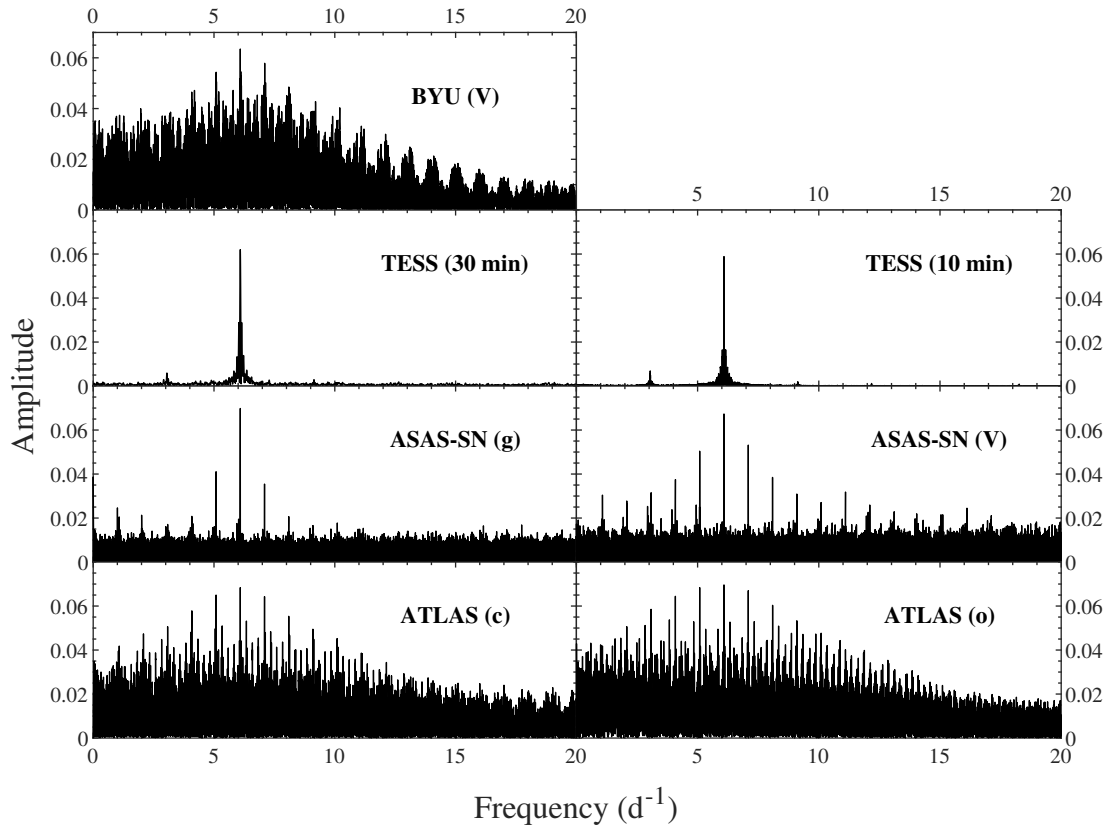 0 5 10 15 20
0.06
0.04
0.02
0
BYU (V)
5 10 15 20
0.06
0.04
0.02
0
TESS (30 min)
TESS (10 min)
0.06
0.04
0.02
0
0.06
0.04
0.02
0
ASAS-SN (g)
ASAS-SN (V)
0.06
0.04
0.02
0
0.06
0.04
0.02
0
ATLAS (c)
ATLAS (o)
0.06
0.04
0.02
0
0 5 10 15 20
5 10 15 20
Amplitude
Frequency (d⁻¹)